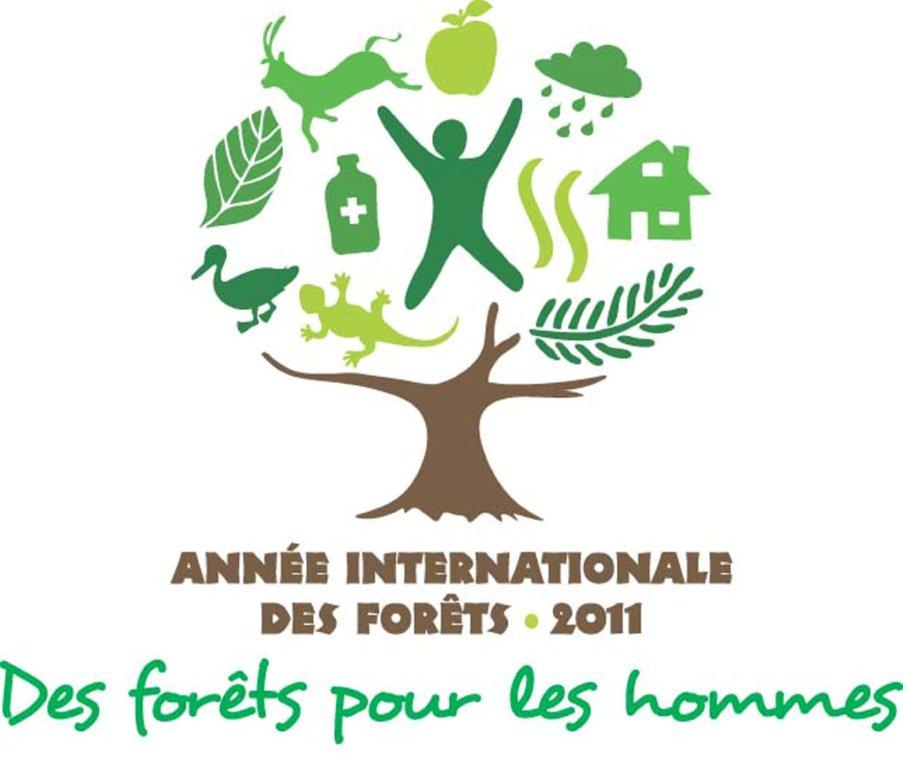 ANNÉE INTERNATIONALE
DES FORÊTS • 2011
Des forêts pour les hommes